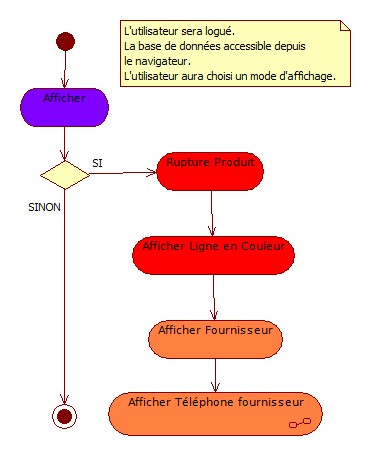 L'utilisateur sera logué.
La base de données accessible depuis
le navigateur.
L'utilisateur aura choisi un mode d'affichage.
Afficher
SI
Rupture Produit
SINON
Afficher Ligne en Couleur
Afficher Fournisseur
Afficher Téléphone fournisseur